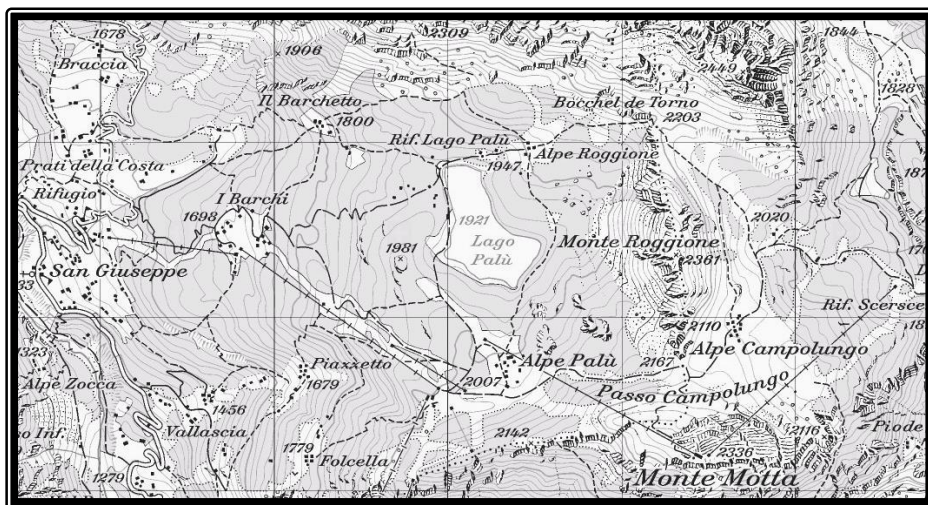 1678
Braccia
1906
2309
2449
1844
1828
Il Barchetto
1800
Bocchel de Torno
2203
Rif. Lago Palù
1947
Alpe Roggione
Prati della Costa
Rifugio
I Barchi
1698
1921
Lago
Palù
1981
Monte Roggione
2361
2020
San Giuseppe
Rif. Scersce
2110
Alpe Campolungo
1323
Alpe Zocca
Piazzetto
1679
2007
Alpe Palù
2167
Passo Campolungo
1456
Vallascia
1779
Folcella
2142
2336
2116
Piode
Monte Motta
1279